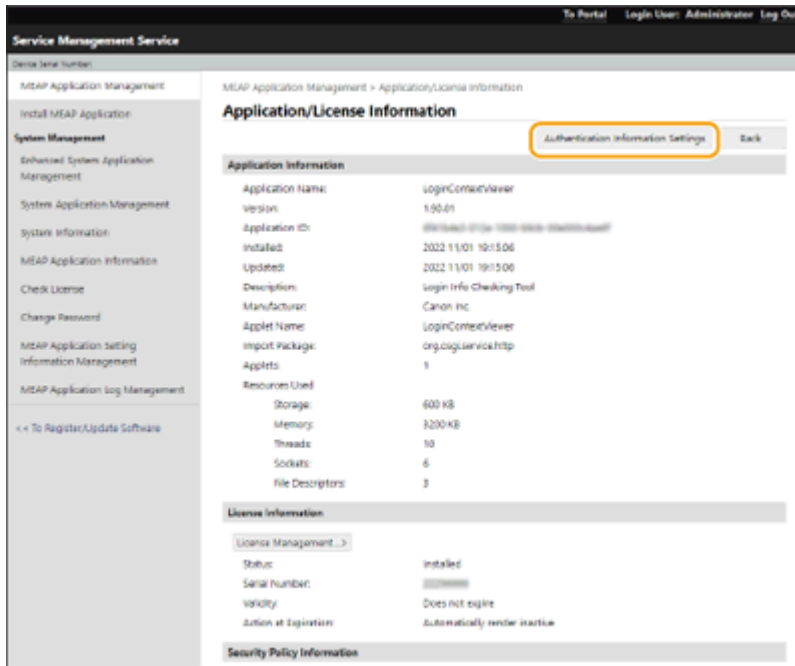 To Portal Login User: Administrator Log Ou
Service Management Service
Device Serial Number:
MEAP Application Management
Install MEAP Application
System Management
Enhanced System Application
Management
System Application Management
System Information
MEAP Application Information
Check License
Change Password
MEAP Application Setting
Information Management
MEAP Application Log Management
<< To Register/Update Software
MEAP Application Management > Application/License Information
Application/License Information
Authentication Information Settings
Back
Application Information
Application Name: LoginContextViewer
Version: 1.90.01
Application ID:
Installed: 2022 11/01 19:15:06
Updated: 2022 11/01 19:15:06
Description: Login Info Checking Tool
Manufacturer: Canon Inc.
Applet Name: LoginContextViewer
Import Package: org.osgi.service.http
Applets: 1
Resources Used
Storage: 600 KB
Memory: 3200 KB
Threads: 10
Sockets: 6
File Descriptors: 3
License Information
License Management...>
Status: Installed
Serial Number:
Validity: Does not expire
Action at Expiration: Automatically render inactive
Security Policy Information